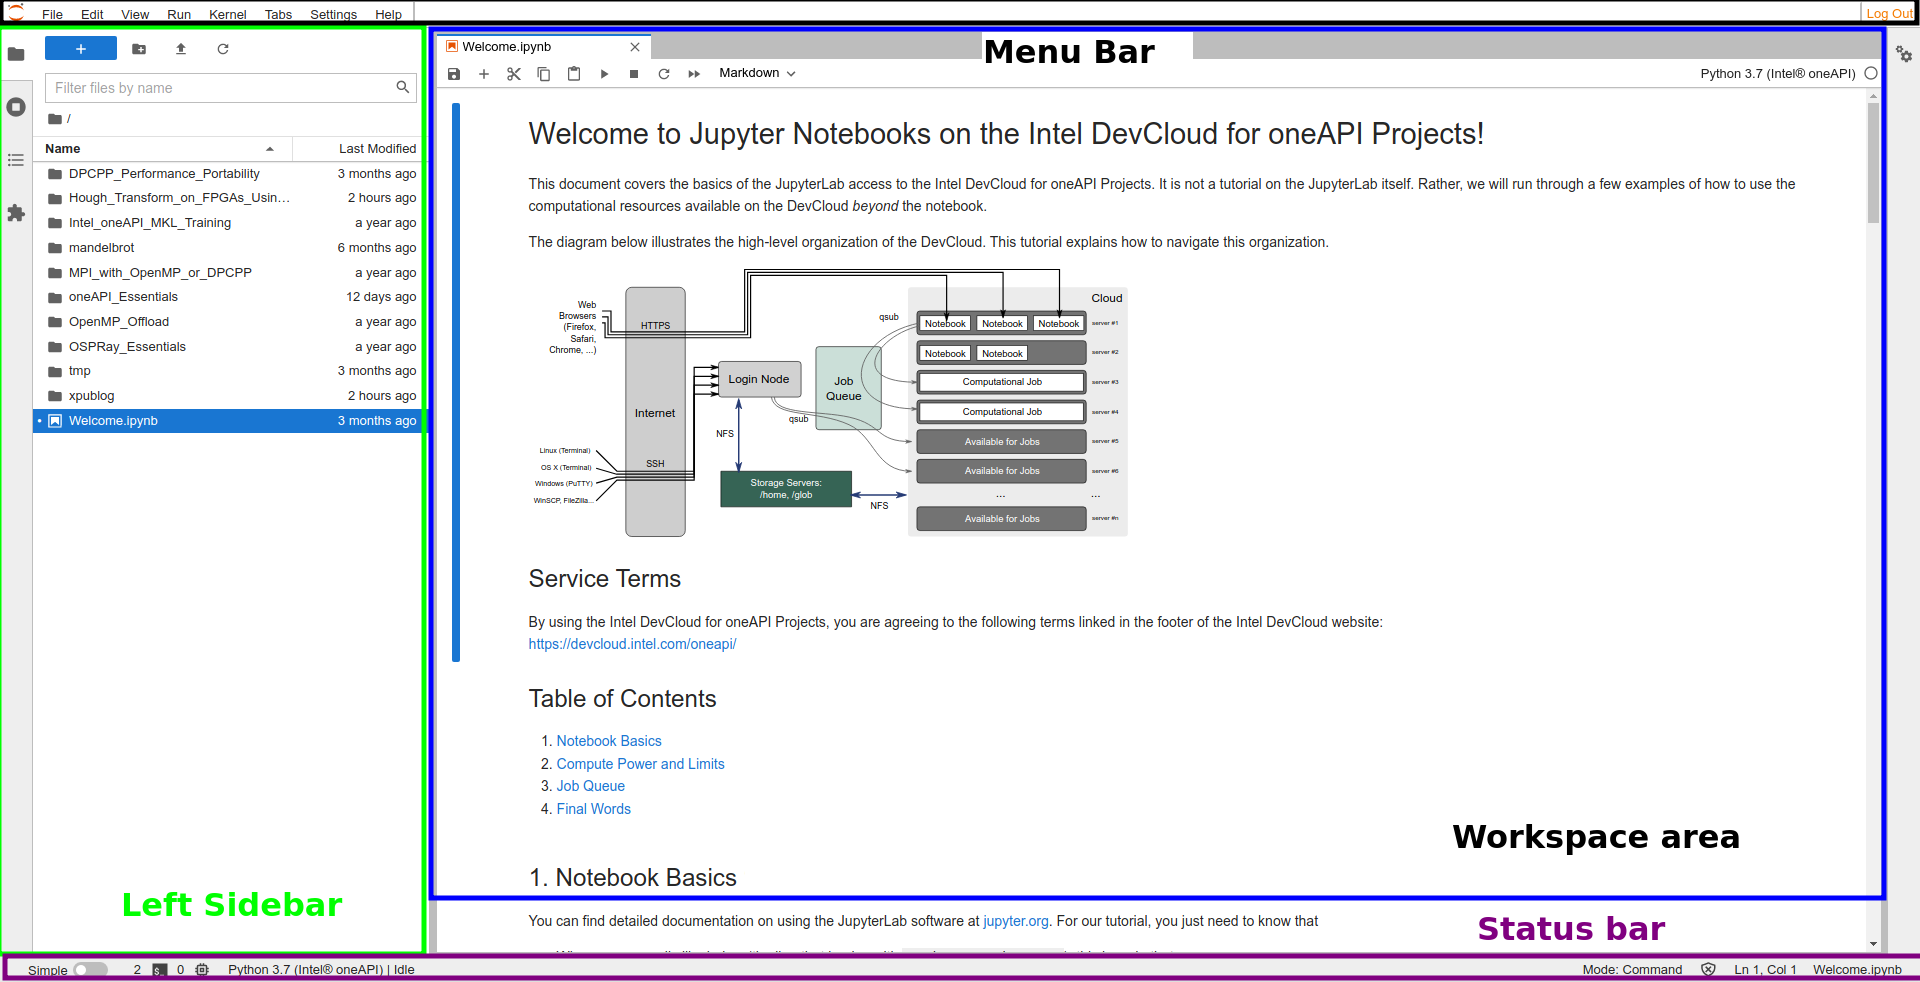 File Edit View Run Kernel Tabs Settings Help
Log Out
Filter files by name
/
Name Last Modified
DPCPP_Performance_Portability 3 months ago
Hough_Transform_on_FPGAs_Usin... 2 hours ago
Intel_oneAPI_MKL_Training a year ago
mandelbrot 6 months ago
MPI_with_OpenMP_or_DPCPP a year ago
oneAPI_Essentials 12 days ago
OpenMP_Offload a year ago
OSPRay_Essentials a year ago
tmp 3 months ago
xpublog 2 hours ago
Welcome.ipynb 3 months ago
Left Sidebar
Welcome.ipynb
Menu Bar
Markdown
Python 3.7 (Intel® oneAPI)
Welcome to Jupyter Notebooks on the Intel DevCloud for oneAPI Projects!
This document covers the basics of the JupyterLab access to the Intel DevCloud for oneAPI Projects. It is not a tutorial on the JupyterLab itself. Rather, we will run through a few examples of how to use the
computational resources available on the DevCloud beyond the notebook.
The diagram below illustrates the high-level organization of the DevCloud. This tutorial explains how to navigate this organization.
Web
Browsers
(Firefox,
Safari,
Chrome, ...)
HTTPS
Internet
SSH
Linux (Terminal)
OS X (Terminal)
Windows (PuTTY)
WinSCP, FileZilla...
Login Node
NFS
qsub
Job
Queue
qsub
Storage Servers:
/home, /glob
NFS
Cloud
Notebook Notebook Notebook server #1
Notebook Notebook server #2
Computational Job server #3
Computational Job server #4
Available for Jobs server #5
Available for Jobs server #6
... ...
Available for Jobs server #n
Service Terms
By using the Intel DevCloud for oneAPI Projects, you are agreeing to the following terms linked in the footer of the Intel DevCloud website:
https://devcloud.intel.com/oneapi/
Table of Contents
1. Notebook Basics
2. Compute Power and Limits
3. Job Queue
4. Final Words
Workspace area
1. Notebook Basics
You can find detailed documentation on using the JupyterLab software at jupyter.org. For our tutorial, you just need to know that
Status bar
Simple 2 0 Python 3.7 (Intel® oneAPI) | Idle
Mode: Command Ln 1, Col 1 Welcome.ipynb